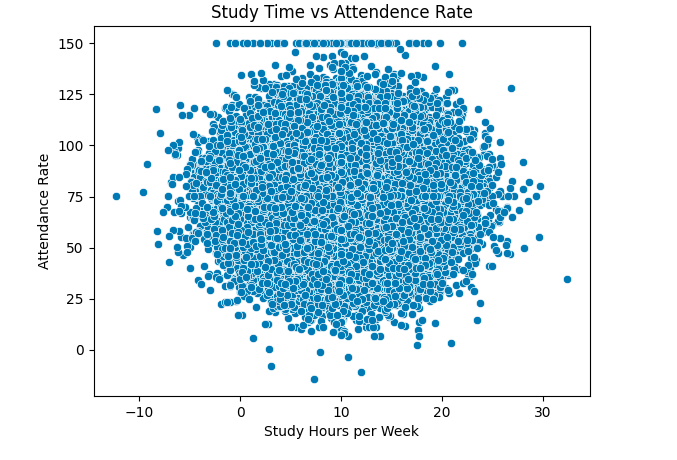 Study Time vs Attendence Rate
150
125
100
75
50
25
0
Attendance Rate
−10 0 10 20 30
Study Hours per Week